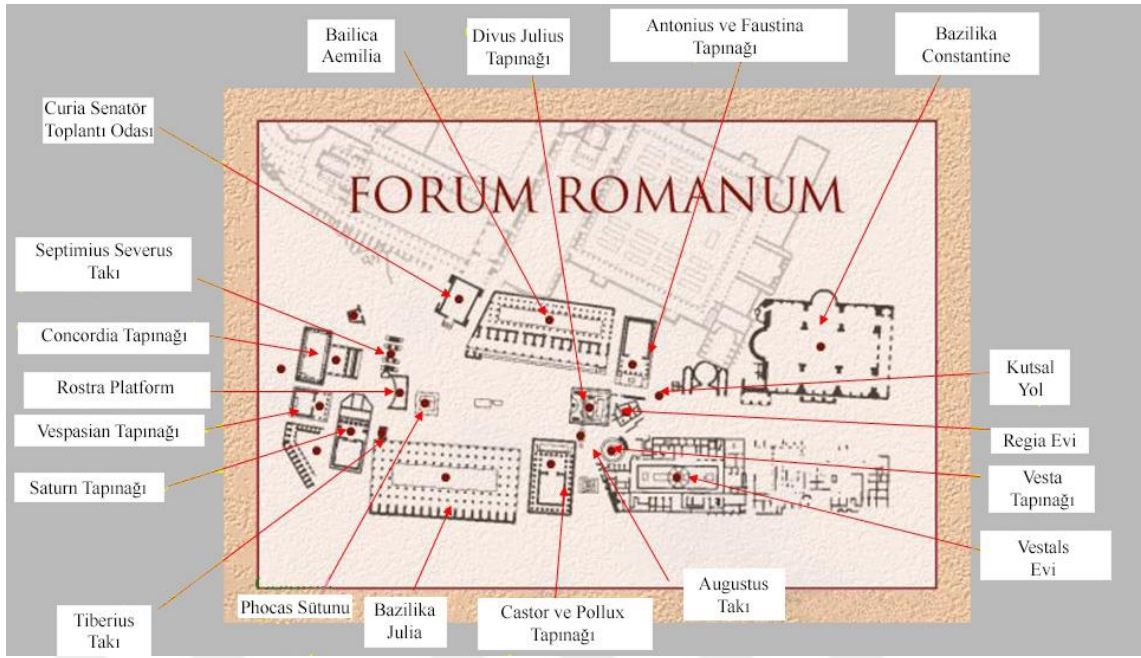 Bailica
Aemilia
Divus Julius
Tapınağı
Antonius ve Faustina
Tapınağı
Bazilika
Constantine
Curia Senatör
Toplantı Odası
FORUM ROMANUM
Septimius Severus
Takı
Concordia Tapınağı
Rostra Platform
Vespasian Tapınağı
Saturn Tapınağı
Kutsal
Yol
Regia Evi
Vesta
Tapınağı
Vestals
Evi
Tiberius
Takı
Phocas Sütunu
Bazilika
Julia
Castor ve Pollux
Tapınağı
Augustus
Takı